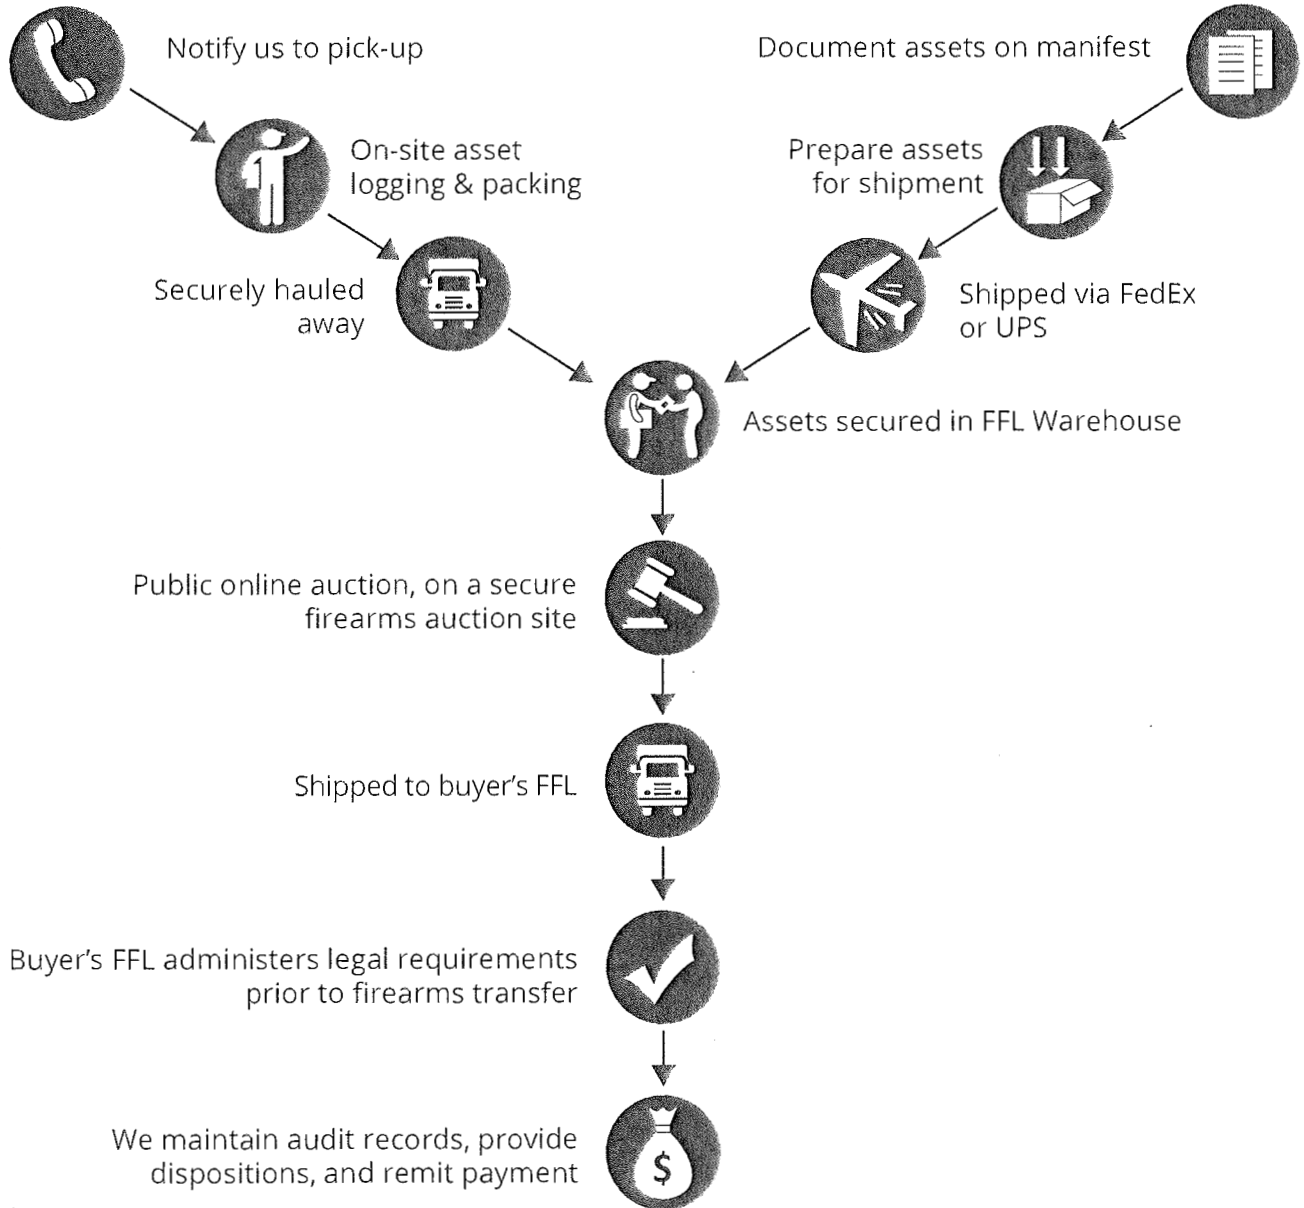 Notify us to pick-up
Document assets on manifest
On-site asset
logging & packing
Prepare assets
for shipment
Securely hauled
away
Shipped via FedEx
or UPS
Assets secured in FFL Warehouse
Public online auction, on a secure
firearms auction site
Shipped to buyer's FFL
Buyer's FFL administers legal requirements
prior to firearms transfer
We maintain audit records, provide
dispositions, and remit payment
$